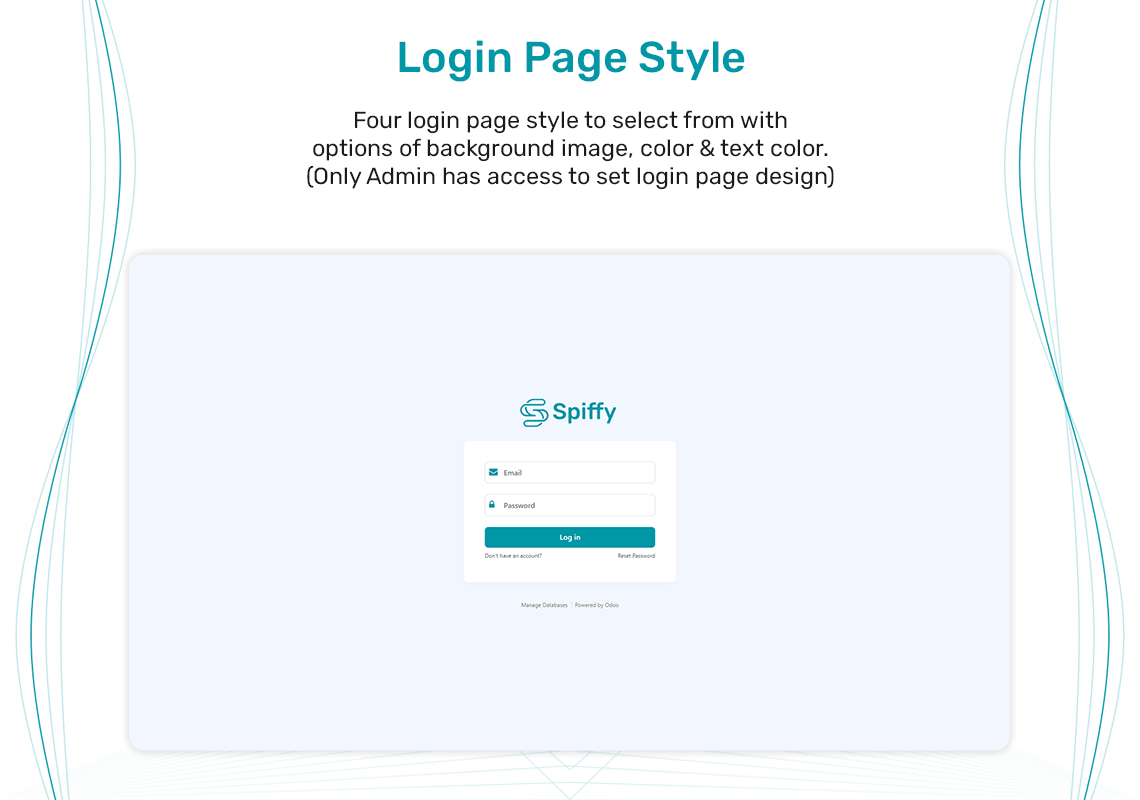 Login Page Style
Four login page style to select from with
options of background image, color & text color.
(Only Admin has access to set login page design)
Spiffy
Email
Password
Log in
Don't have an account? Reset Password
Manage Databases | Powered by Odoo